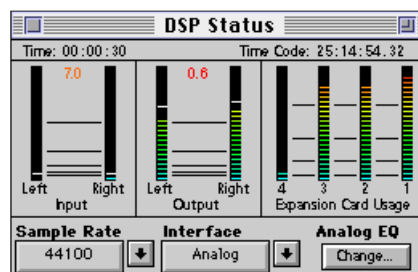 DSP Status
Time: 00:00:30 Time Code: 25:14:54.32
7.0 0.6
Left Right Left Right 4 3 2 1
Input Output Expansion Card Usage
Sample Rate Interface Analog EQ
44100 Analog Change...